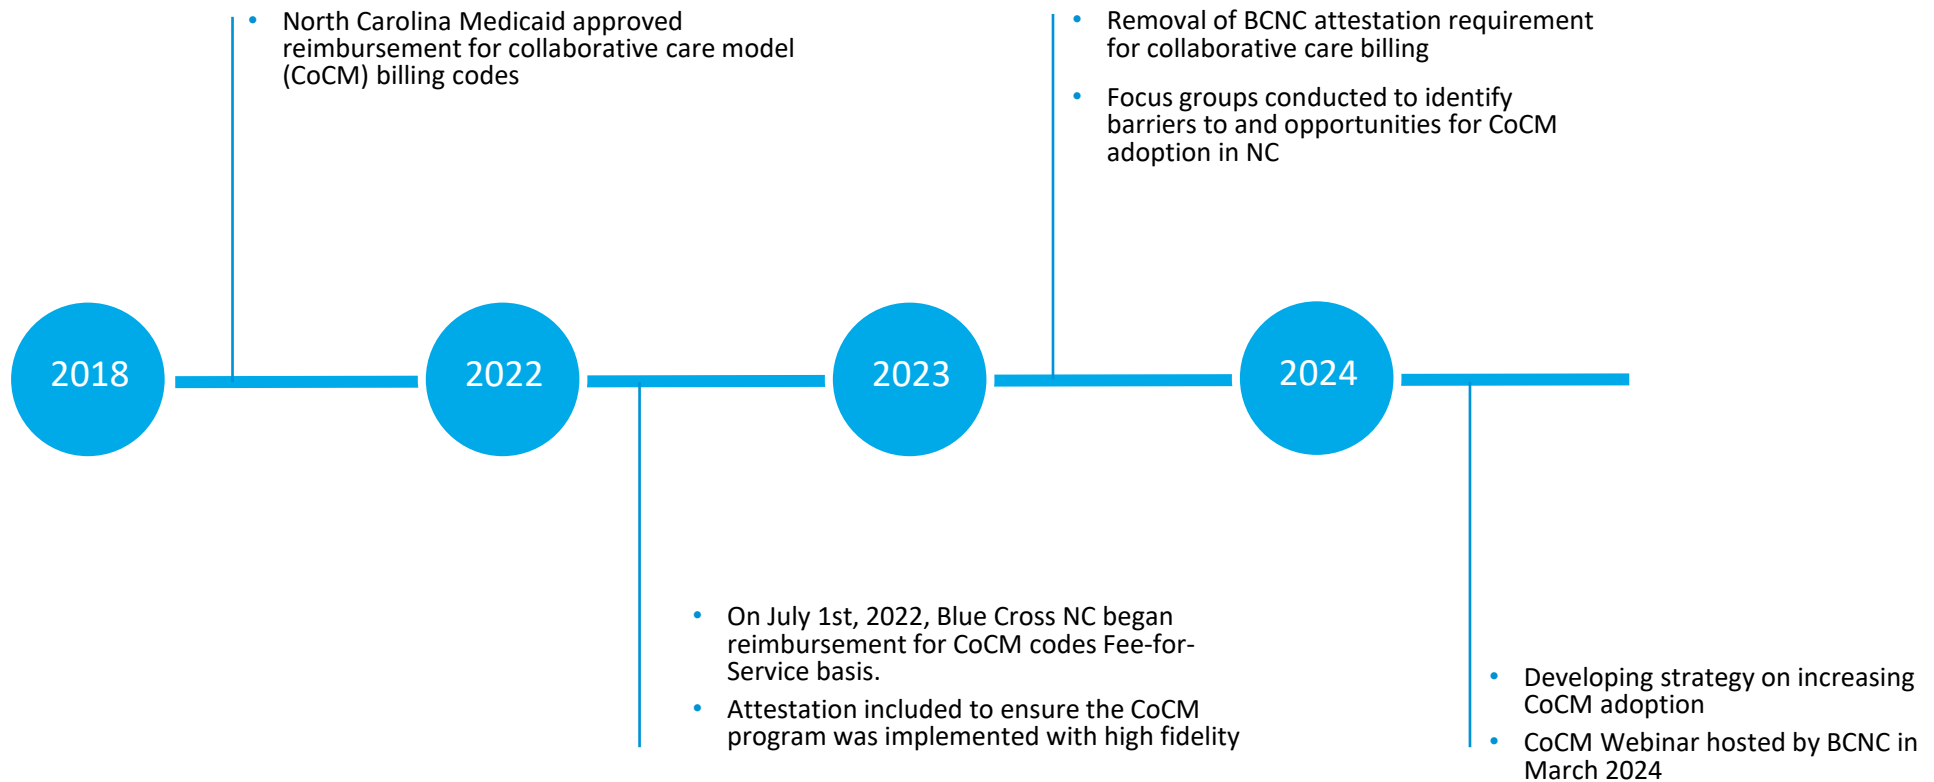 • North Carolina Medicaid approved
reimbursement for collaborative care model
(CoCM) billing codes
• Removal of BCNC attestation requirement
for collaborative care billing
• Focus groups conducted to identify
barriers to and opportunities for CoCM
adoption in NC
2018
2022
2023
2024
• On July 1st, 2022, Blue Cross NC began
reimbursement for CoCM codes Fee-for-
Service basis.
• Attestation included to ensure the CoCM
program was implemented with high fidelity
• Developing strategy on increasing
CoCM adoption
• CoCM Webinar hosted by BCNC in
March 2024